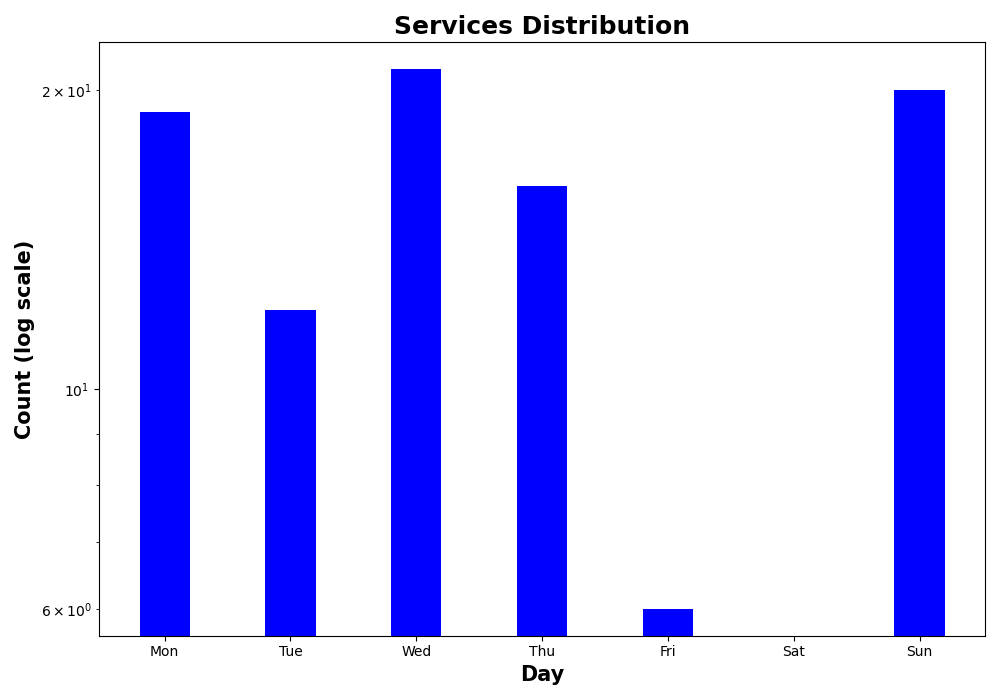 Services Distribution
Count (log scale)
2 × 10¹
10¹
6 × 10⁰
Mon Tue Wed Thu Fri Sat Sun
Day